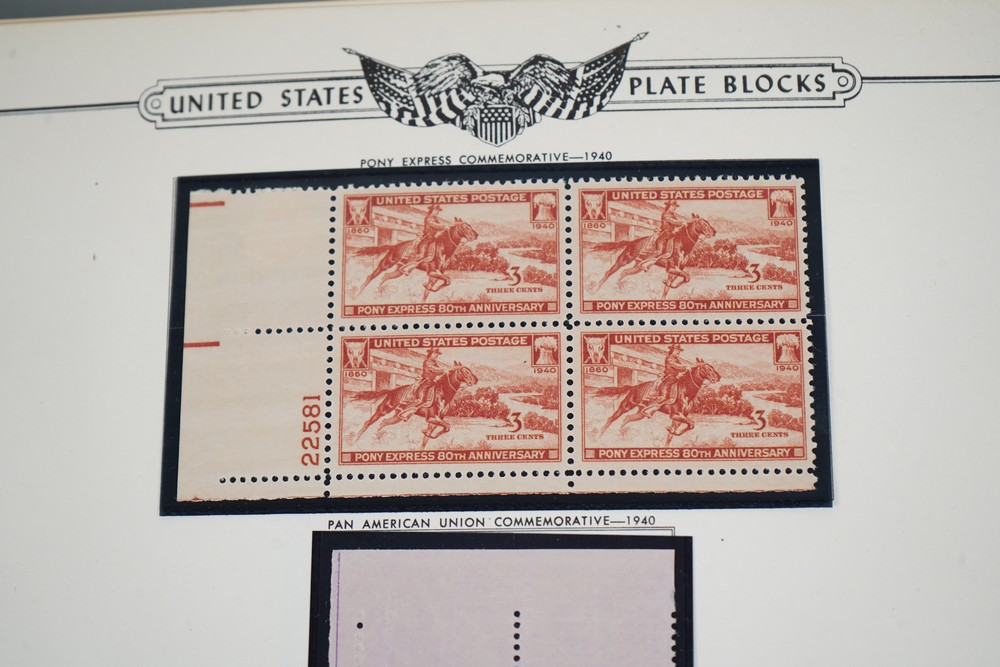 UNITED STATES PLATE BLOCKS
PONY EXPRESS COMMEMORATIVE—1940
UNITED STATES POSTAGE
1860 1940
3
THREE CENTS
PONY EXPRESS 80TH ANNIVERSARY
UNITED STATES POSTAGE
1860 1940
3
THREE CENTS
PONY EXPRESS 80TH ANNIVERSARY
22581
UNITED STATES POSTAGE
1860 1940
3
THREE CENTS
PONY EXPRESS 80TH ANNIVERSARY
UNITED STATES POSTAGE
1860 1940
3
THREE CENTS
PONY EXPRESS 80TH ANNIVERSARY
PAN AMERICAN UNION COMMEMORATIVE—1940